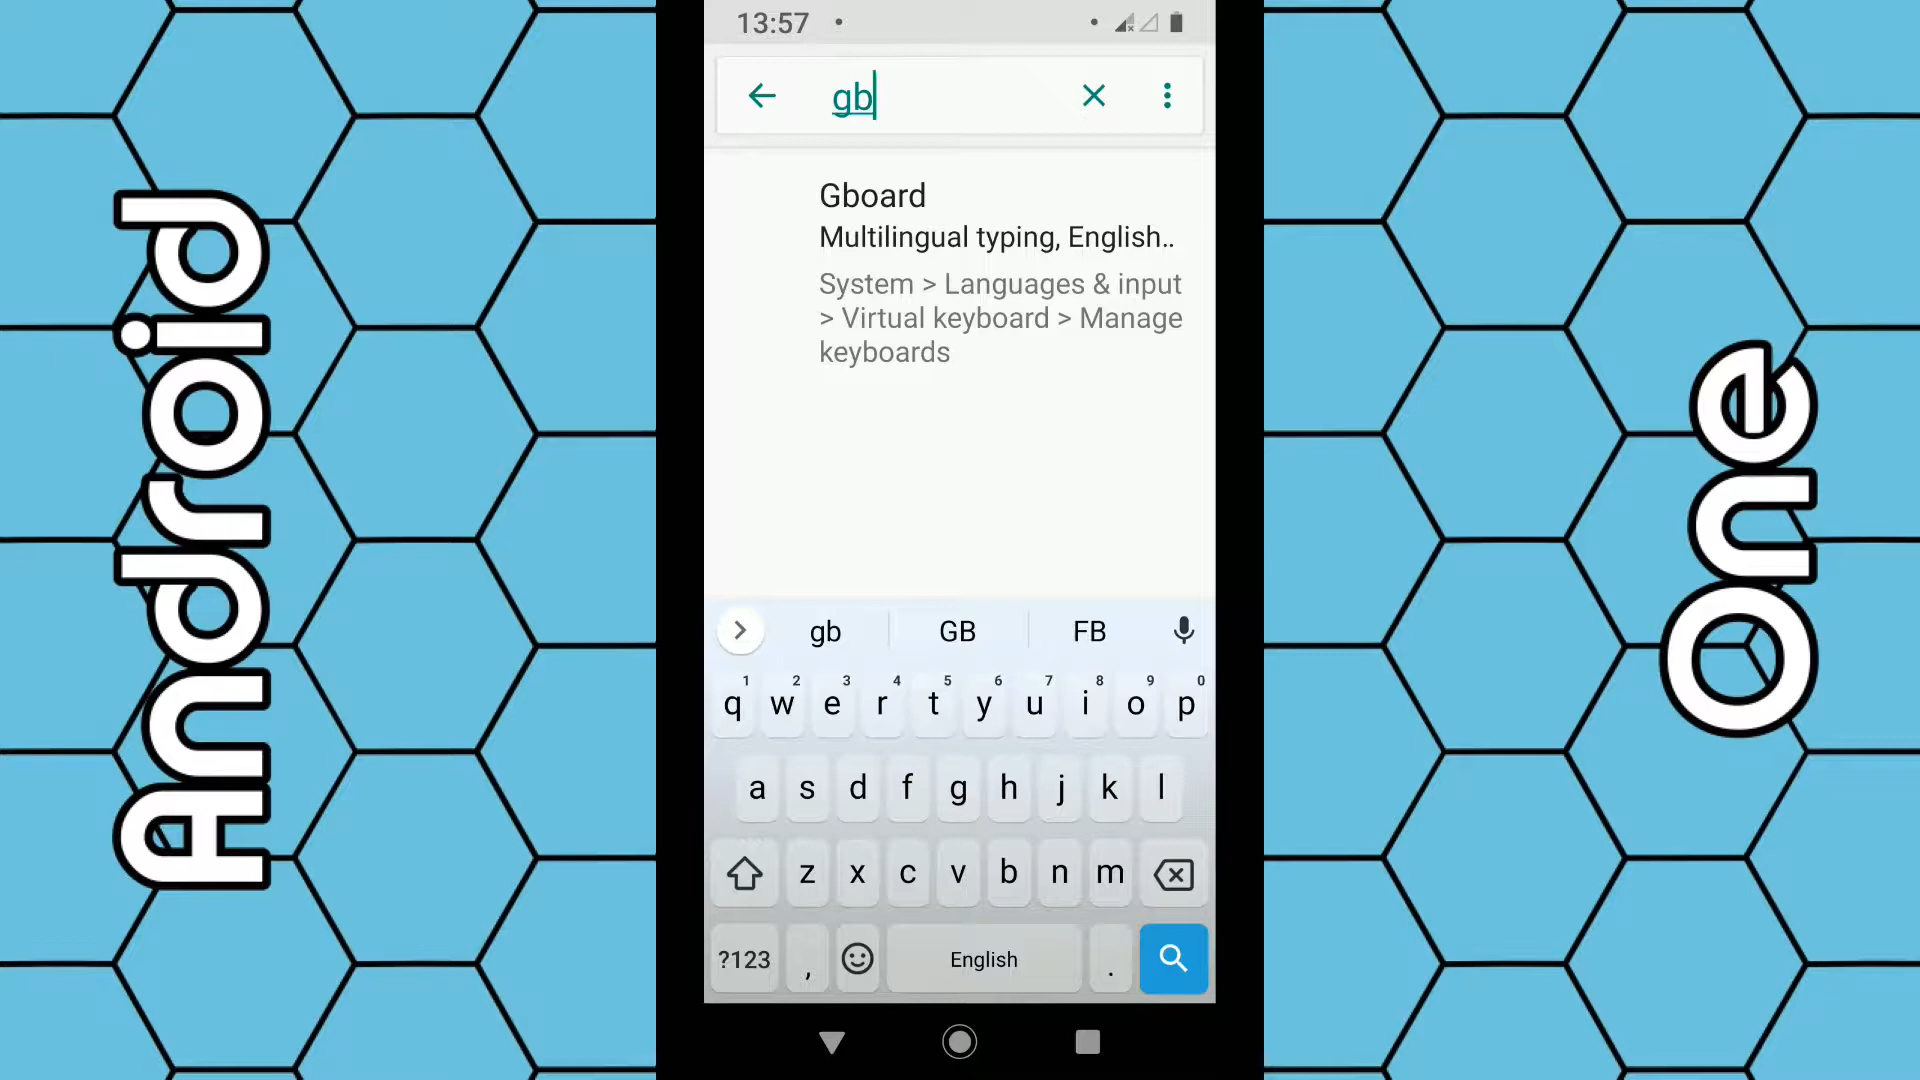 Android
13:57
gb
Gboard
Multilingual typing, English..
System > Languages & input
> Virtual keyboard > Manage
keyboards
gb GB FB
1 2 3 4 5 6 7 8 9 0
q w e r t y u i o p
a s d f g h j k l
z x c v b n m
?123 , English .
One